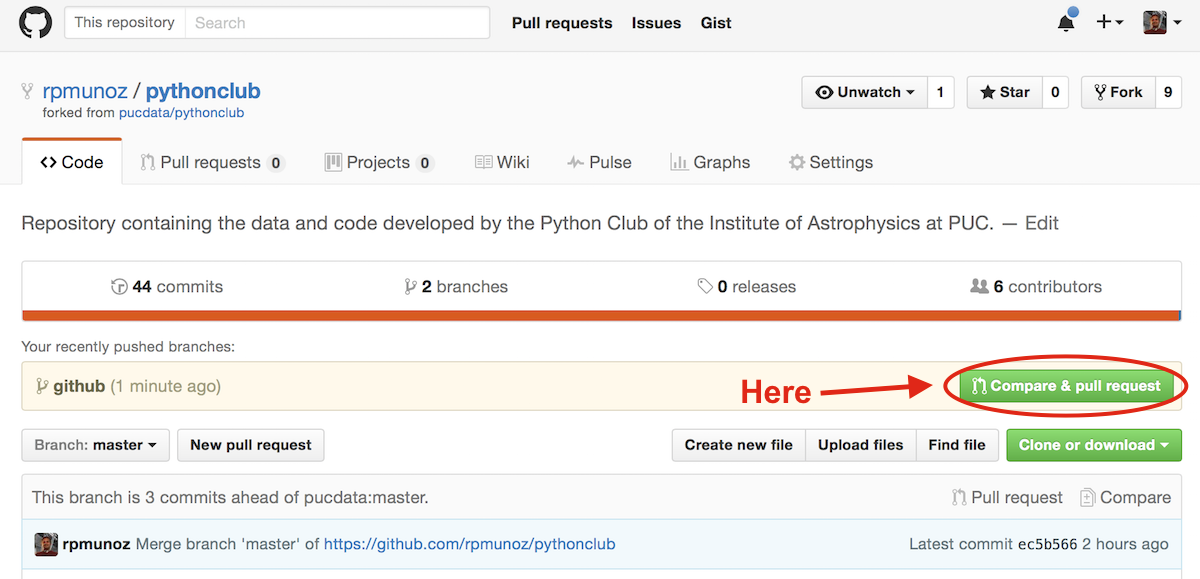 This repository Search Pull requests Issues Gist
rpmunoz / pythonclub Unwatch 1 Star 0 Fork 9
forked from pucdata/pythonclub
Code Pull requests 0 Projects 0 Wiki Pulse Graphs Settings
Repository containing the data and code developed by the Python Club of the Institute of Astrophysics at PUC. — Edit
44 commits 2 branches 0 releases 6 contributors
Your recently pushed branches:
github (1 minute ago) Here Compare & pull request
Branch: master New pull request Create new file Upload files Find file Clone or download
This branch is 3 commits ahead of pucdata:master. Pull request Compare
rpmunoz Merge branch 'master' of https://github.com/rpmunoz/pythonclub Latest commit ec5b566 2 hours ago